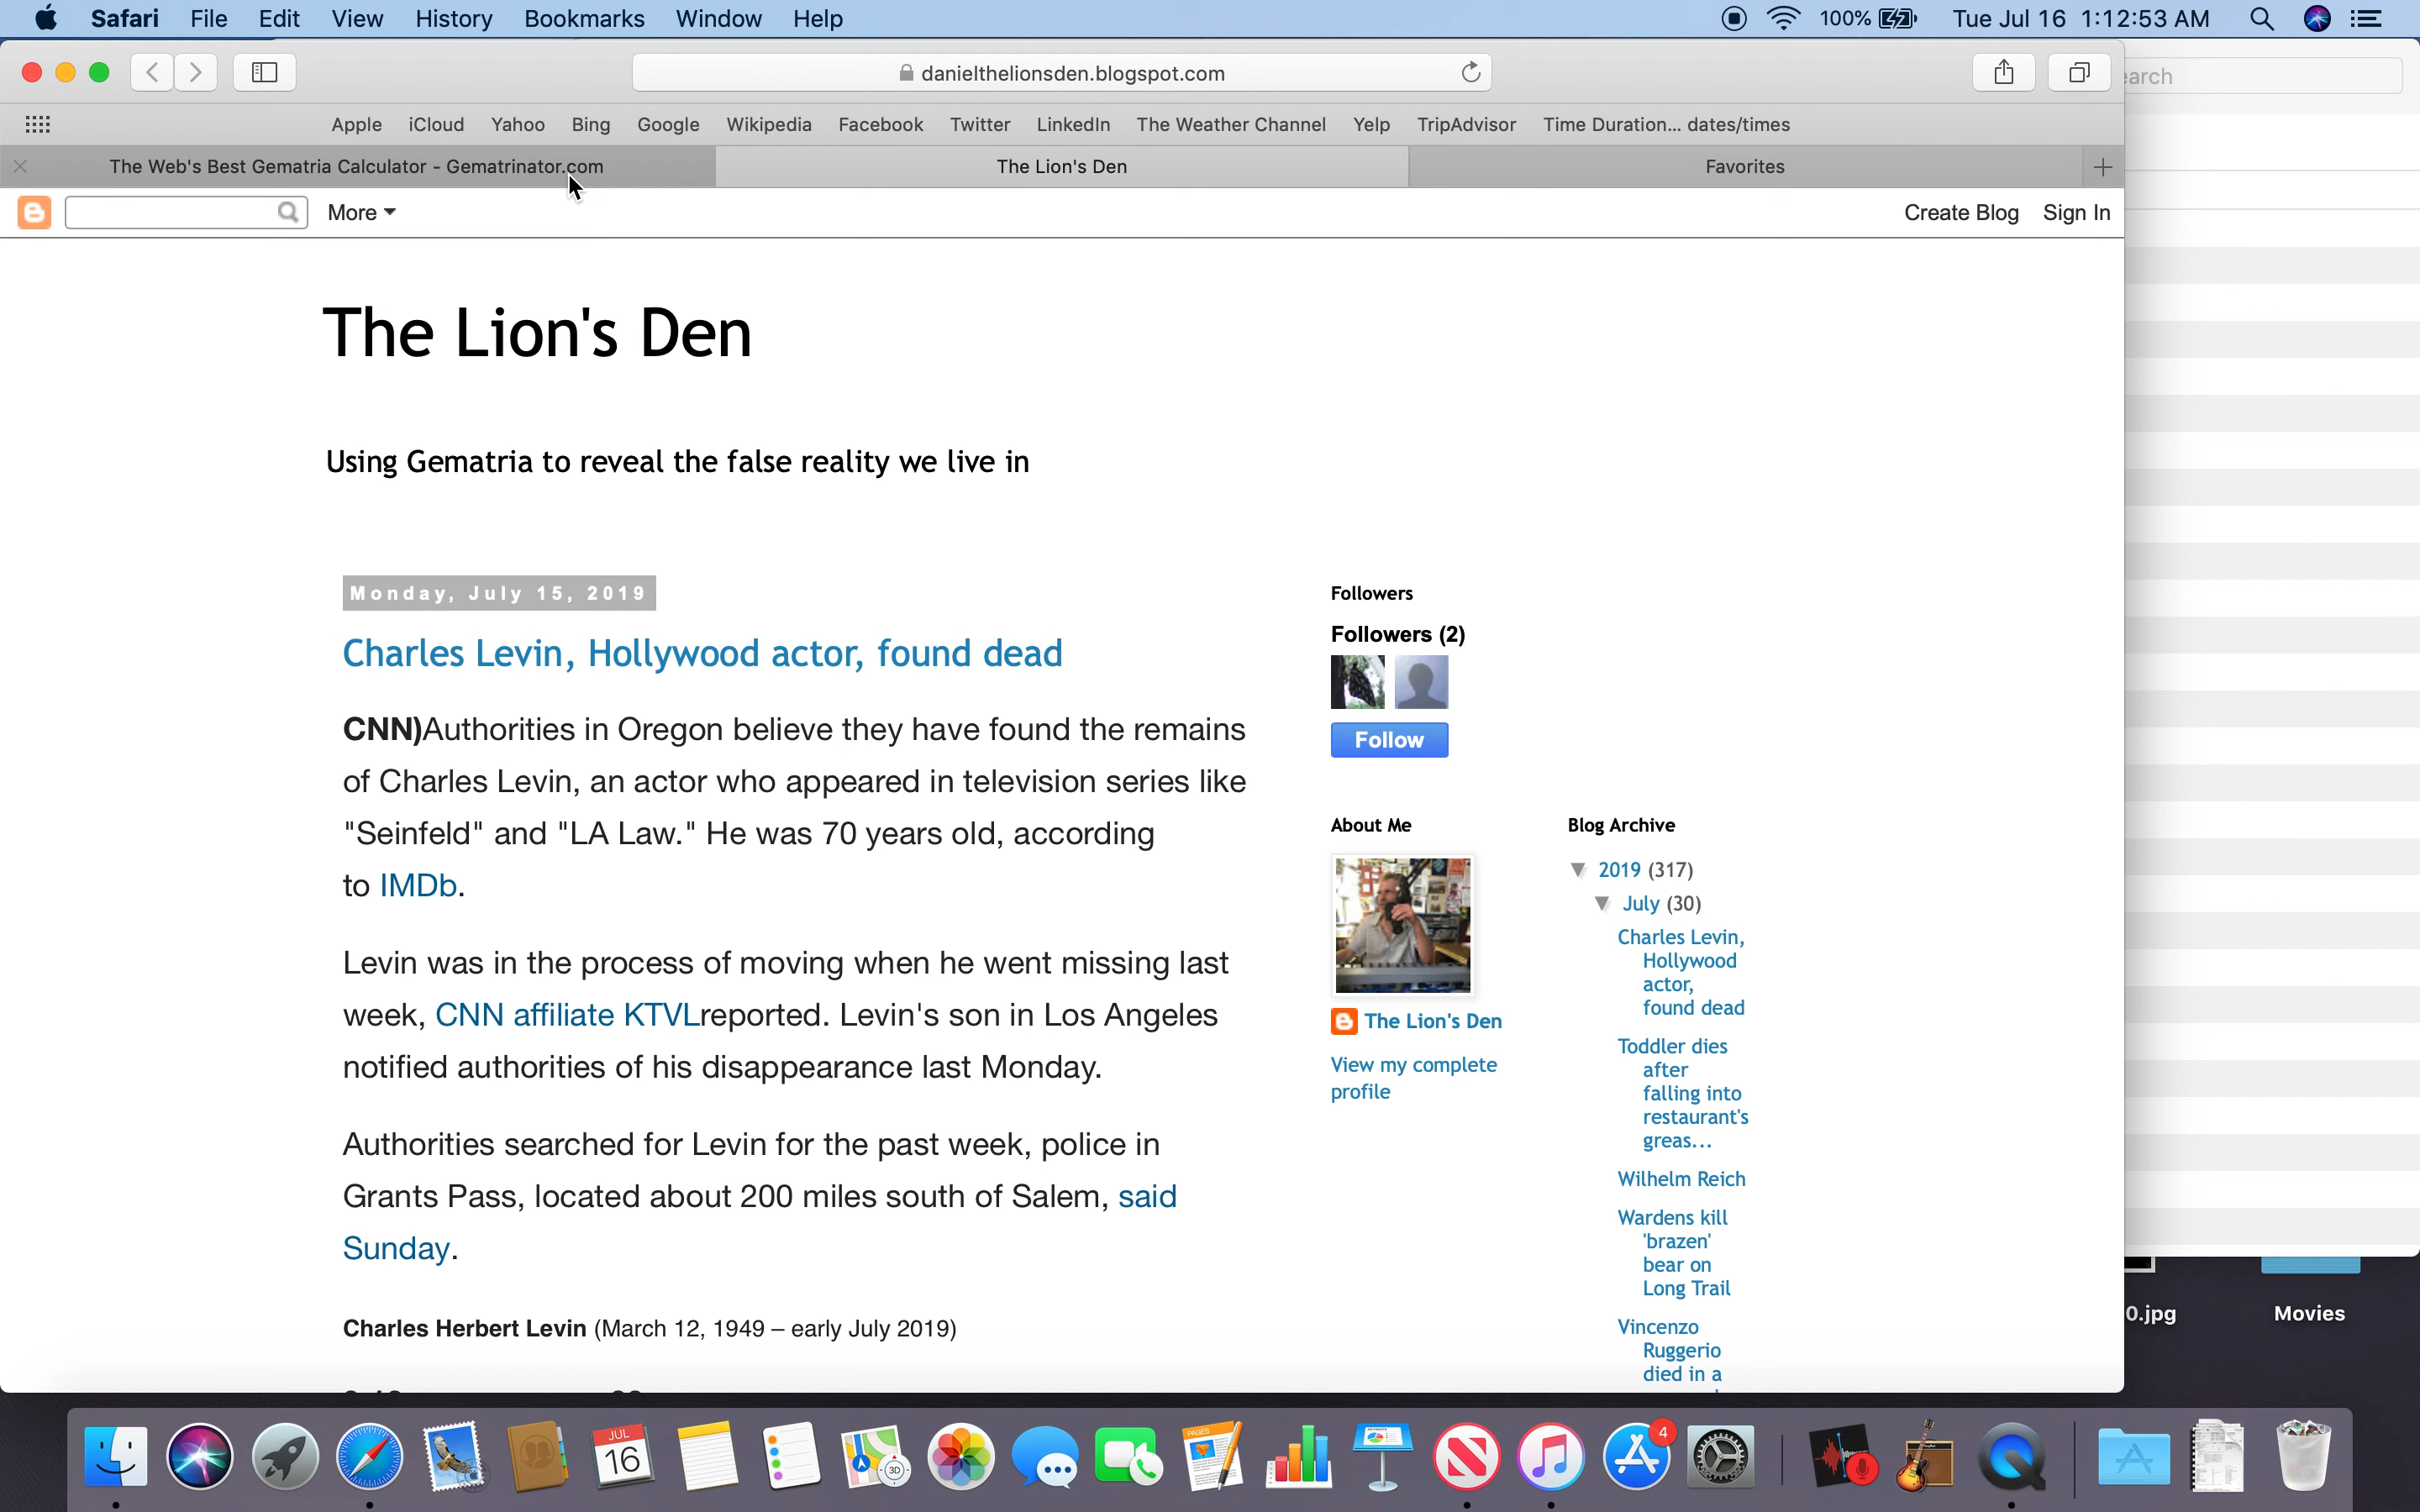 Safari File Edit View History Bookmarks Window Help 100% Tue Jul 16 1:12:53 AM
danielthelionsden.blogspot.com
arch
Apple iCloud Yahoo Bing Google Wikipedia Facebook Twitter LinkedIn The Weather Channel Yelp TripAdvisor Time Duration... dates/times
The Web's Best Gematria Calculator - Gematrinator.com The Lion's Den Favorites
More Create Blog Sign In
The Lion's Den
Using Gematria to reveal the false reality we live in
Monday, July 15, 2019
Charles Levin, Hollywood actor, found dead
CNN)Authorities in Oregon believe they have found the remains
of Charles Levin, an actor who appeared in television series like
"Seinfeld" and "LA Law." He was 70 years old, according
to IMDb.
Levin was in the process of moving when he went missing last
week, CNN affiliate KTVLreported. Levin's son in Los Angeles
notified authorities of his disappearance last Monday.
Authorities searched for Levin for the past week, police in
Grants Pass, located about 200 miles south of Salem, said
Sunday.
Charles Herbert Levin (March 12, 1949 – early July 2019)
Followers
Followers (2)
Follow
About Me
The Lion's Den
View my complete
profile
Blog Archive
▼ 2019 (317)
▼ July (30)
Charles Levin,
Hollywood
actor,
found dead
Toddler dies
after
falling into
restaurant's
greas...
Wilhelm Reich
Wardens kill
'brazen'
bear on
Long Trail
Vincenzo
Ruggerio
died in a
0.jpg
Movies
JUL
16
3D
PAGES
4